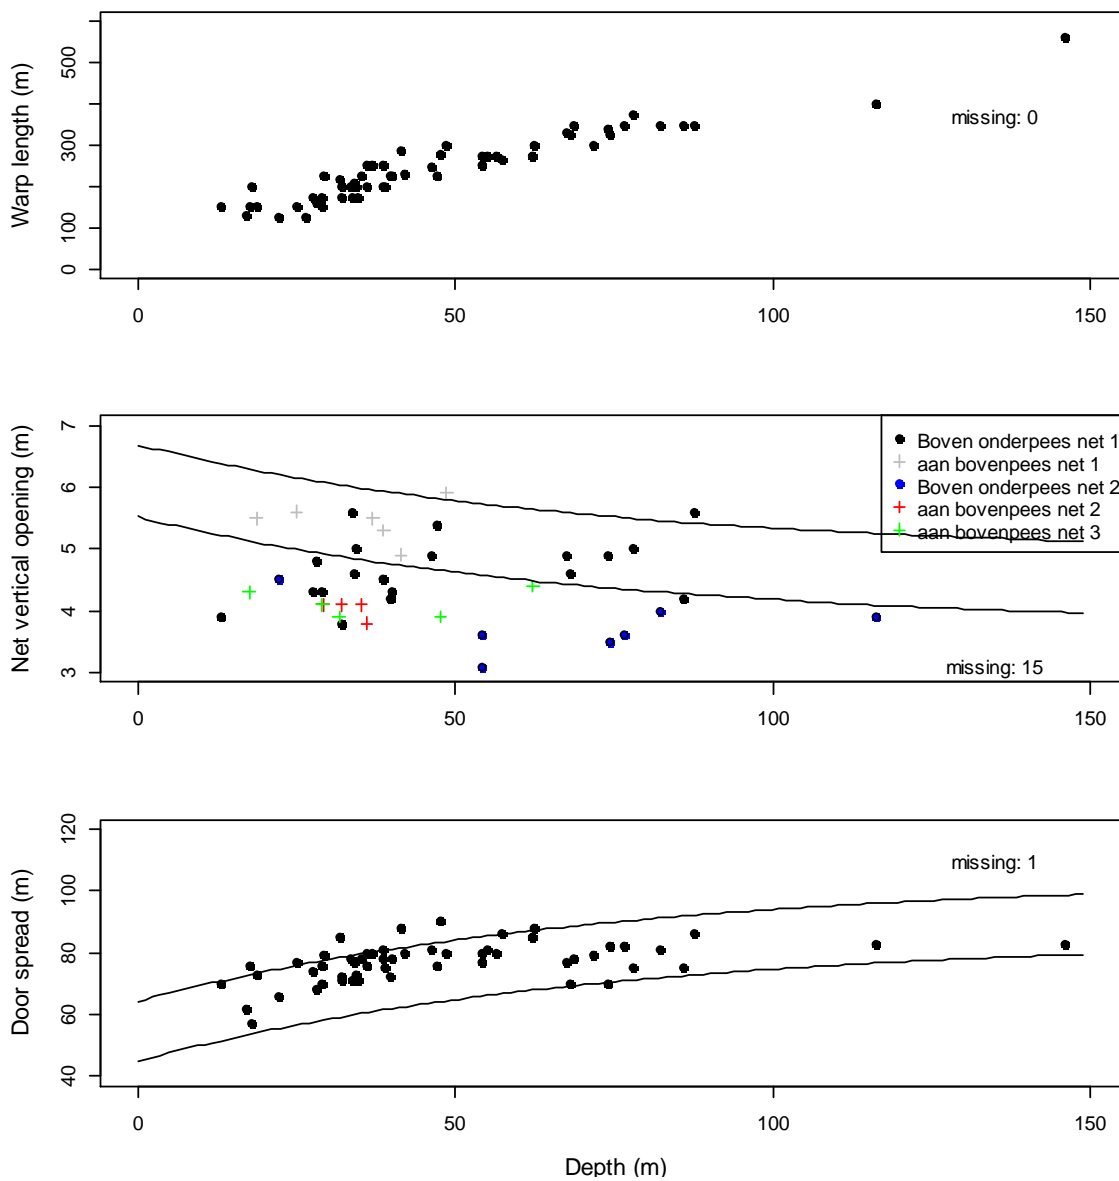 Warp length (m)
500
300
100
0
missing: 0
0 50 100 150
Net vertical opening (m)
7
6
5
4
3
Boven onderpees net 1
aan bovenpees net 1
Boven onderpees net 2
aan bovenpees net 2
aan bovenpees net 3
missing: 15
0 50 100 150
Door spread (m)
120
100
80
60
40
missing: 1
0 50 100 150
Depth (m)